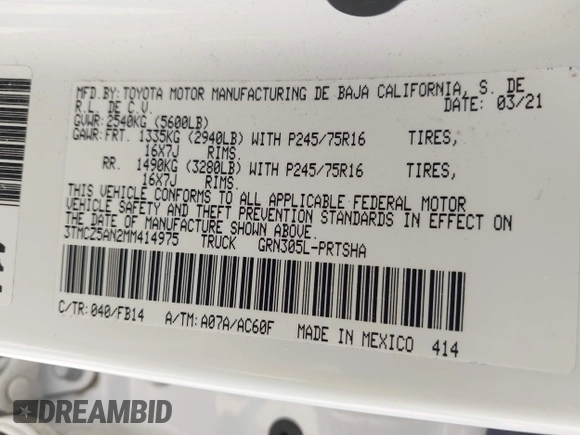 MFD.BY:TOYOTA MOTOR MANUFACTURING DE BAJA CALIFORNIA, S. DE
R.L. DE C.V. DATE: 03/21
GVWR:2540KG (5600LB)
GAWR:FRT. 1335KG (2940LB) WITH P245/75R16 TIRES,
16X7J RIMS.
RR. 1490KG (3280LB) WITH P245/75R16 TIRES,
16X7J RIMS.
THIS VEHICLE CONFORMS TO ALL APPLICABLE FEDERAL MOTOR
VEHICLE SAFETY AND THEFT PREVENTION STANDARDS IN EFFECT ON
THE DATE OF MANUFACTURE SHOWN ABOVE.
3TMCZ5AN2MM414975 TRUCK GRN305L-PRTSHA
C/TR:040/FB14 A/TM:A07A/AC60F MADE IN MEXICO 414
DREAMBID